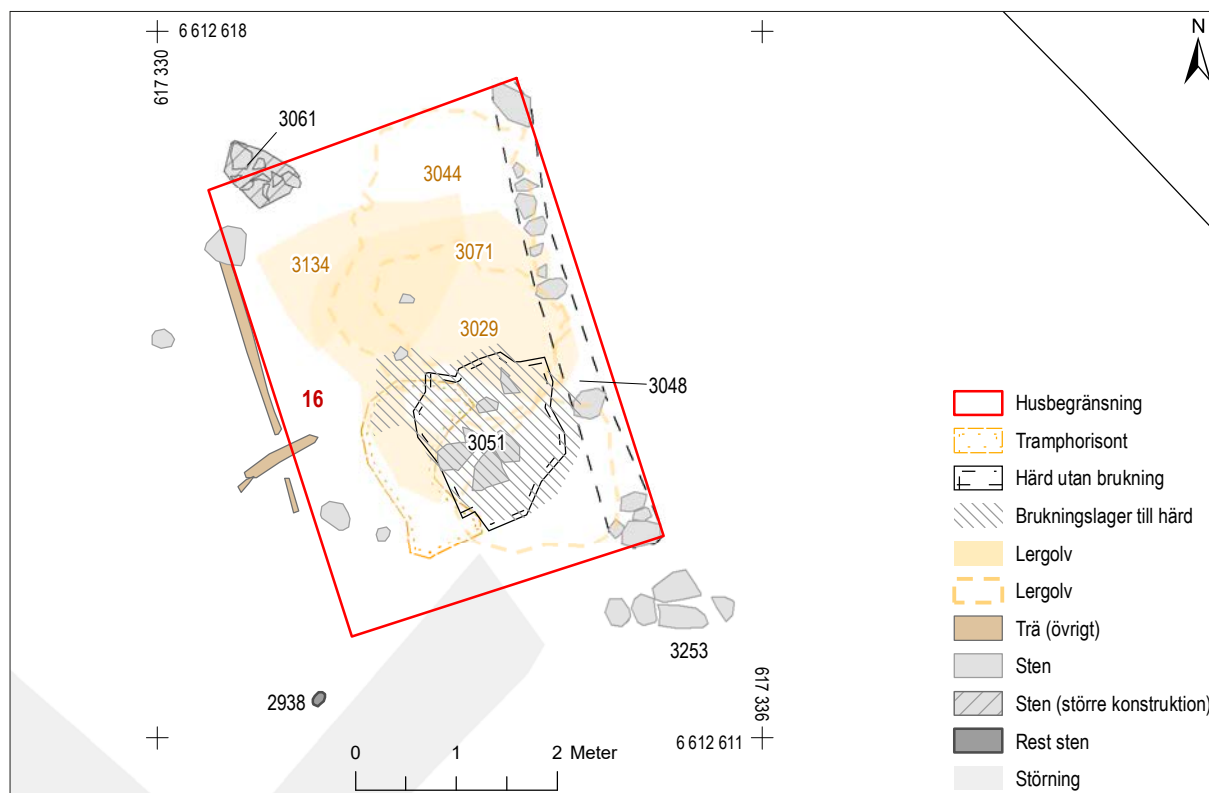 6 612 618
N
617 330
3061
3044
3134
3071
3029
3048
16
3051
3253
2938
617 336
6 612 611
0 1 2 Meter
Husbegränsning
Tramphorisont
Härd utan brukning
Brukningslager till härd
Lergolv
Lergolv
Trä (övrigt)
Sten
Sten (större konstruktion)
Rest sten
Störning